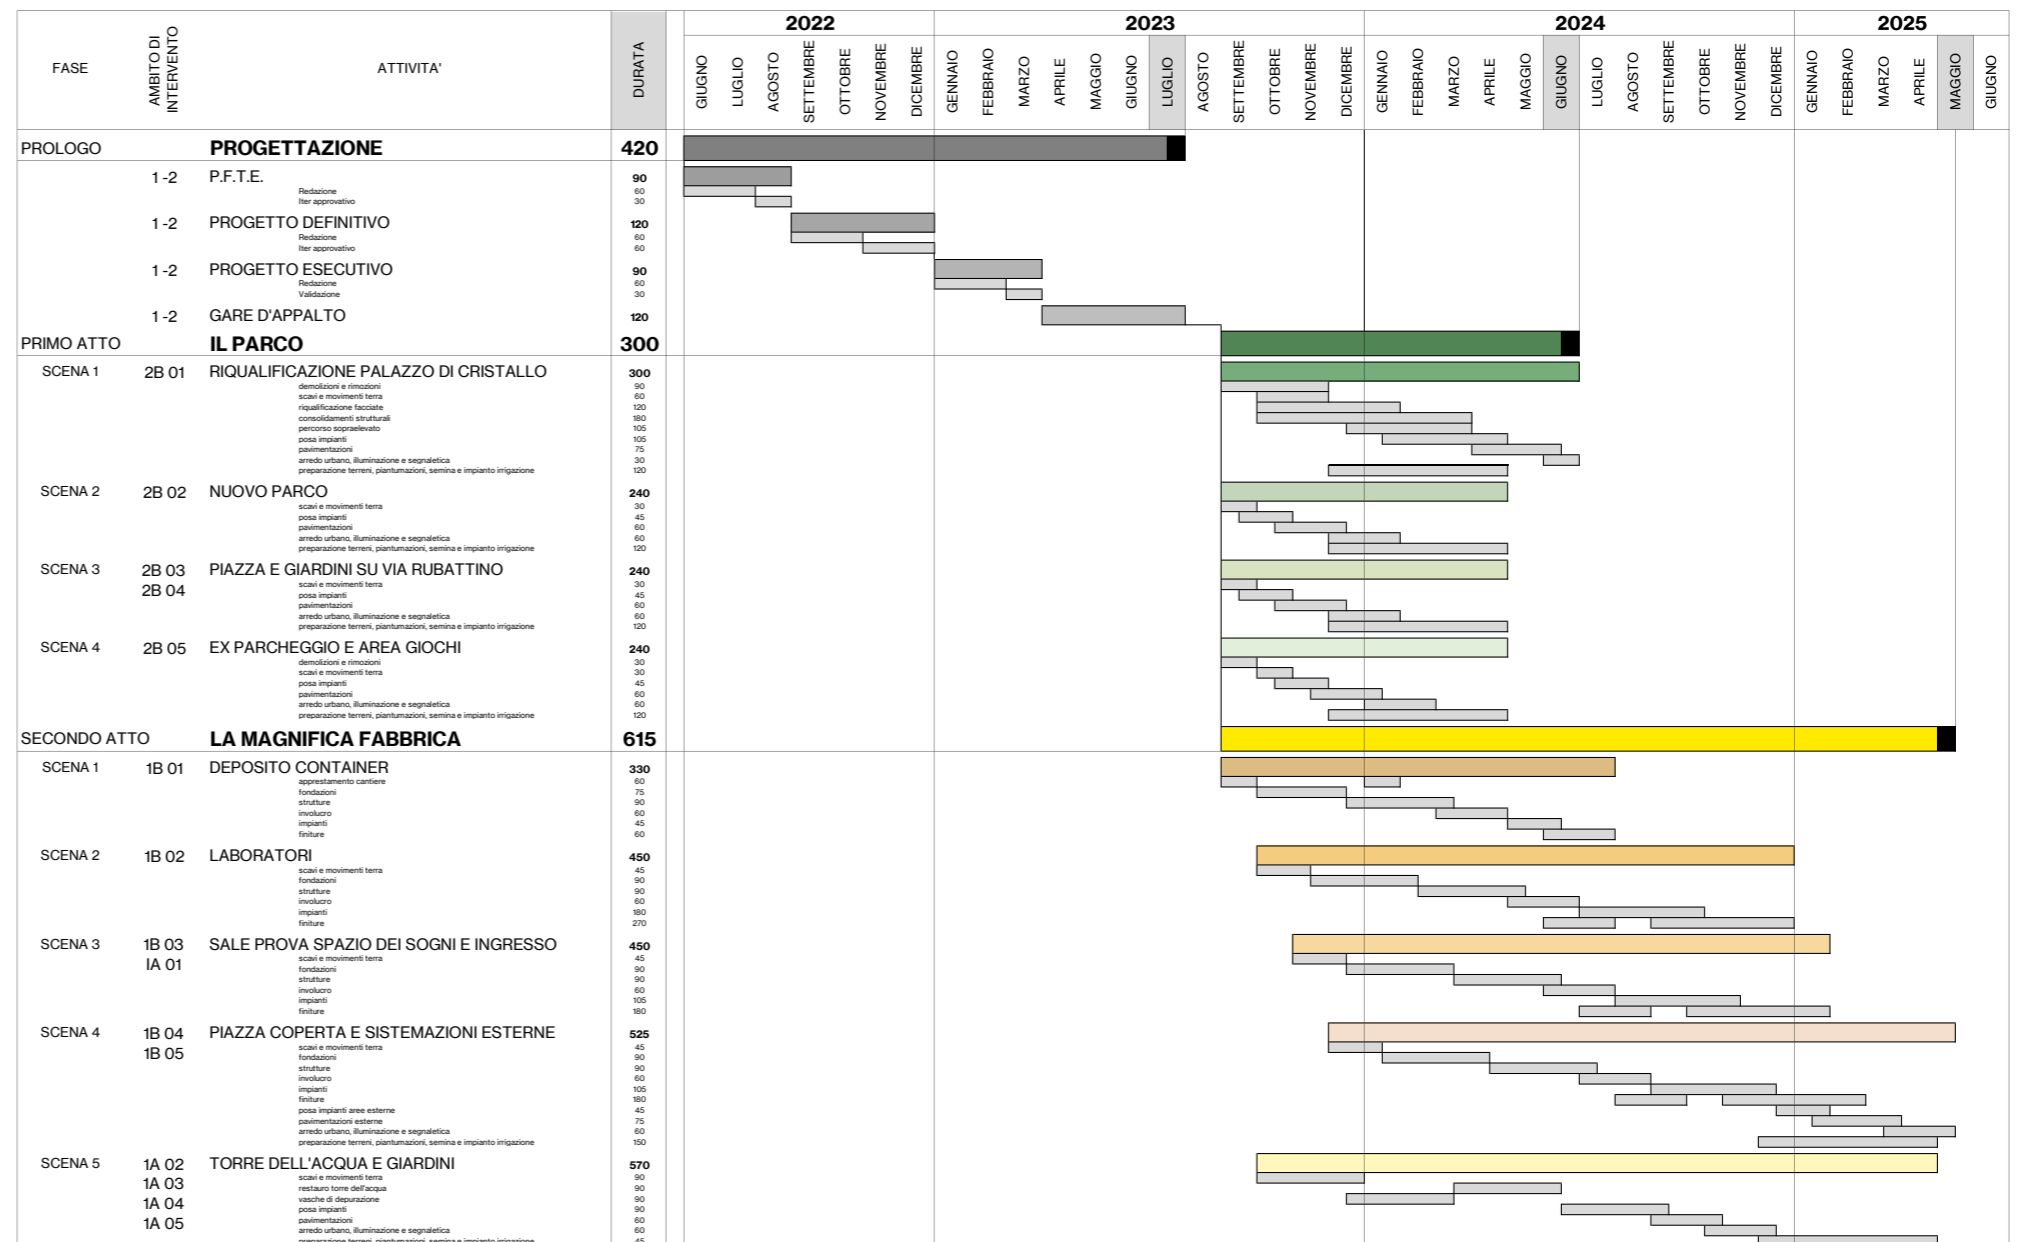 2022 2023 2024 2025
FASE AMBITO DI INTERVENTO ATTIVITA' DURATA GIUGNO LUGLIO AGOSTO SETTEMBRE OTTOBRE NOVEMBRE DICEMBRE GENNAIO FEBBRAIO MARZO APRILE MAGGIO GIUGNO LUGLIO AGOSTO SETTEMBRE OTTOBRE NOVEMBRE DICEMBRE GENNAIO FEBBRAIO MARZO APRILE MAGGIO GIUGNO LUGLIO AGOSTO SETTEMBRE OTTOBRE NOVEMBRE DICEMBRE GENNAIO FEBBRAIO MARZO APRILE MAGGIO GIUGNO
PROLOGO PROGETTAZIONE 420
1-2 P.F.T.E. 90
Redazione 60
Iter approvativo 30
1-2 PROGETTO DEFINITIVO 120
Redazione 60
Iter approvativo 60
1-2 PROGETTO ESECUTIVO 90
Redazione 60
Validazione 30
1-2 GARE D'APPALTO 120
PRIMO ATTO IL PARCO 300
SCENA 1 2B 01 RIQUALIFICAZIONE PALAZZO DI CRISTALLO 300
demolizioni e rimozioni 90
scavi e movimenti terra 60
riqualificazione facciate 120
consolidamenti strutturali 180
percorso sopraelevato 105
posa impianti 105
pavimentazioni 75
arredo urbano, illuminazione e segnaletica 30
preparazione terreni, piantumazioni, semina e impianto irrigazione 120
SCENA 2 2B 02 NUOVO PARCO 240
scavi e movimenti terra 30
posa impianti 45
pavimentazioni 60
arredo urbano, illuminazione e segnaletica 60
preparazione terreni, piantumazioni, semina e impianto irrigazione 120
SCENA 3 2B 03 PIAZZA E GIARDINI SU VIA RUBATTINO 240
2B 04 scavi e movimenti terra 30
posa impianti 45
pavimentazioni 60
arredo urbano, illuminazione e segnaletica 60
preparazione terreni, piantumazioni, semina e impianto irrigazione 120
SCENA 4 2B 05 EX PARCHEGGIO E AREA GIOCHI 240
demolizioni e rimozioni 30
scavi e movimenti terra 30
posa impianti 45
pavimentazioni 60
arredo urbano, illuminazione e segnaletica 60
preparazione terreni, piantumazioni, semina e impianto irrigazione 120
SECONDO ATTO LA MAGNIFICA FABBRICA 615
SCENA 1 1B 01 DEPOSITO CONTAINER 330
apprestamento cantiere 60
fondazioni 75
strutture 90
involucro 60
impianti 45
finiture 60
SCENA 2 1B 02 LABORATORI 450
scavi e movimenti terra 45
fondazioni 90
strutture 90
involucro 60
impianti 180
finiture 270
SCENA 3 1B 03 SALE PROVA SPAZIO DEI SOGNI E INGRESSO 450
IA 01 scavi e movimenti terra 45
fondazioni 90
strutture 90
involucro 60
impianti 105
finiture 180
SCENA 4 1B 04 PIAZZA COPERTA E SISTEMAZIONI ESTERNE 525
1B 05 scavi e movimenti terra 45
fondazioni 90
strutture 90
involucro 60
impianti 105
finiture 180
posa impianti aree esterne 45
pavimentazioni esterne 75
arredo urbano, illuminazione e segnaletica 60
preparazione terreni, piantumazioni, semina e impianto irrigazione 150
SCENA 5 1A 02 TORRE DELL'ACQUA E GIARDINI 570
scavi e movimenti terra 90
1A 03 restauro torre dell'acqua 90
vasche di depurazione 90
1A 04 posa impianti 90
1A 05 pavimentazioni 60
arredo urbano, illuminazione e segnaletica 60
preparazione terreni, piantumazioni, semina e impianto irrigazione 45